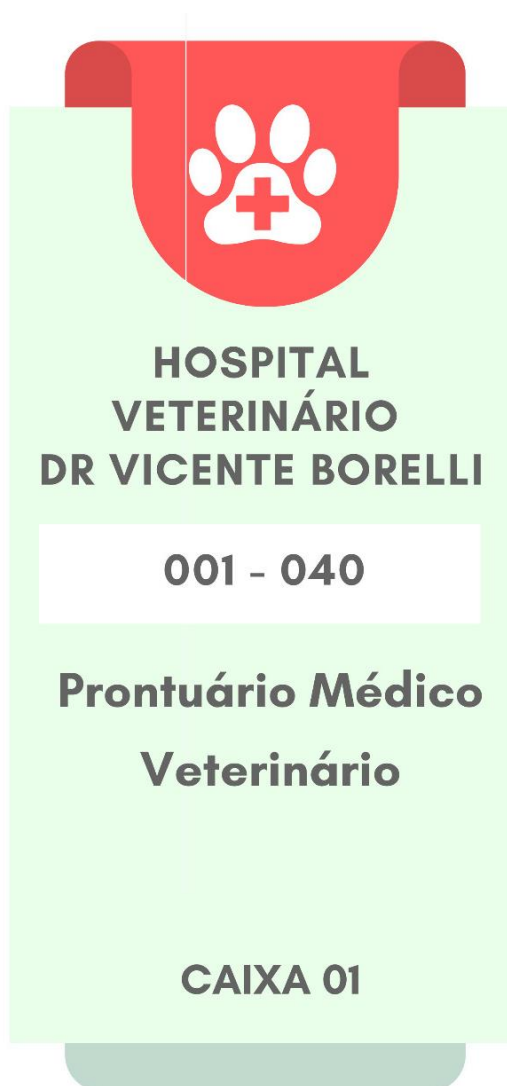 HOSPITAL
VETERINÁRIO
DR VICENTE BORELLI
001 - 040
Prontuário Médico
Veterinário
CAIXA 01